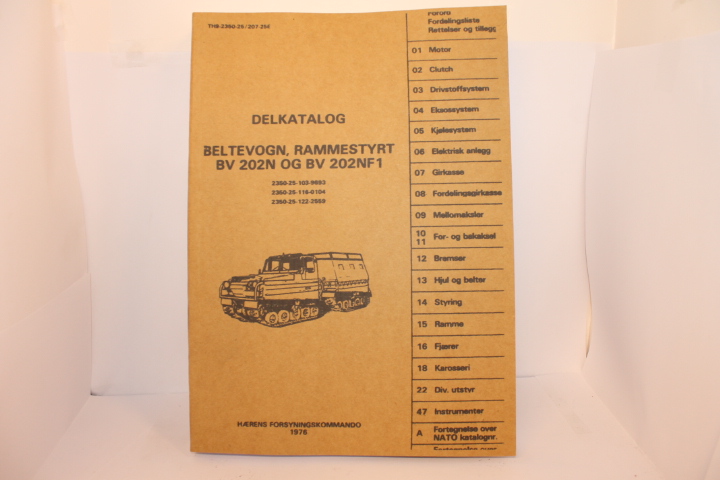 THB-2350-25/207 256
DELKATALOG
BELTEVOGN, RAMMESTYRT
BV 202N OG BV 202NF1
2350-25-103-9693
2350-25-118-0104
2350-25-122-2559
HÆRENS FORSYNINGSKOMMANDO
1976
Forord
Fordelingsliste
Rettelser og tillegg
01 Motor
02 Clutch
03 Drivstoffsystem
04 Eksossystem
05 Kjølesystem
06 Elektrisk anlegg
07 Girkasse
08 Fordelingsgirkasse
09 Mellomaksler
10
11 For- og bakaksel
12 Bremser
13 Hjul og belter
14 Styring
15 Ramme
16 Fjærer
18 Karosseri
22 Div. utstyr
47 Instrumenter
A Fortegnelse over
NATO katalognr.
Fortegnelse over